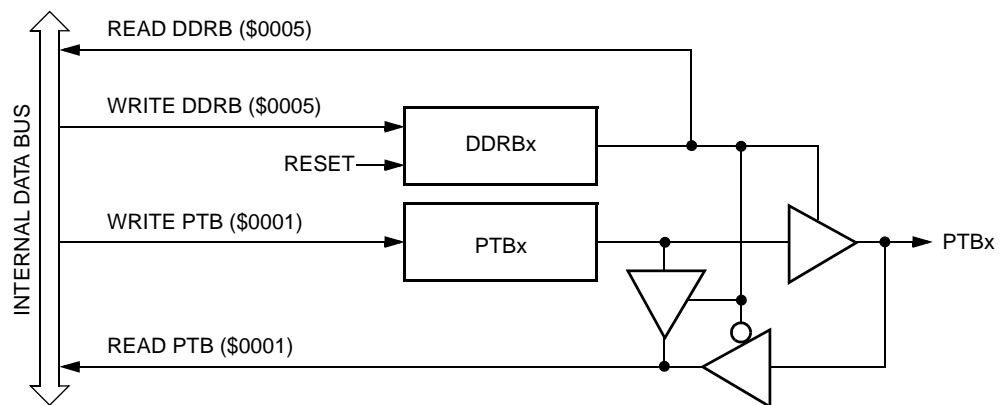 READ DDRB ($0005)
WRITE DDRB ($0005)
DDRBx
RESET
WRITE PTB ($0001)
PTBx
PTBx
READ PTB ($0001)
INTERNAL DATA BUS